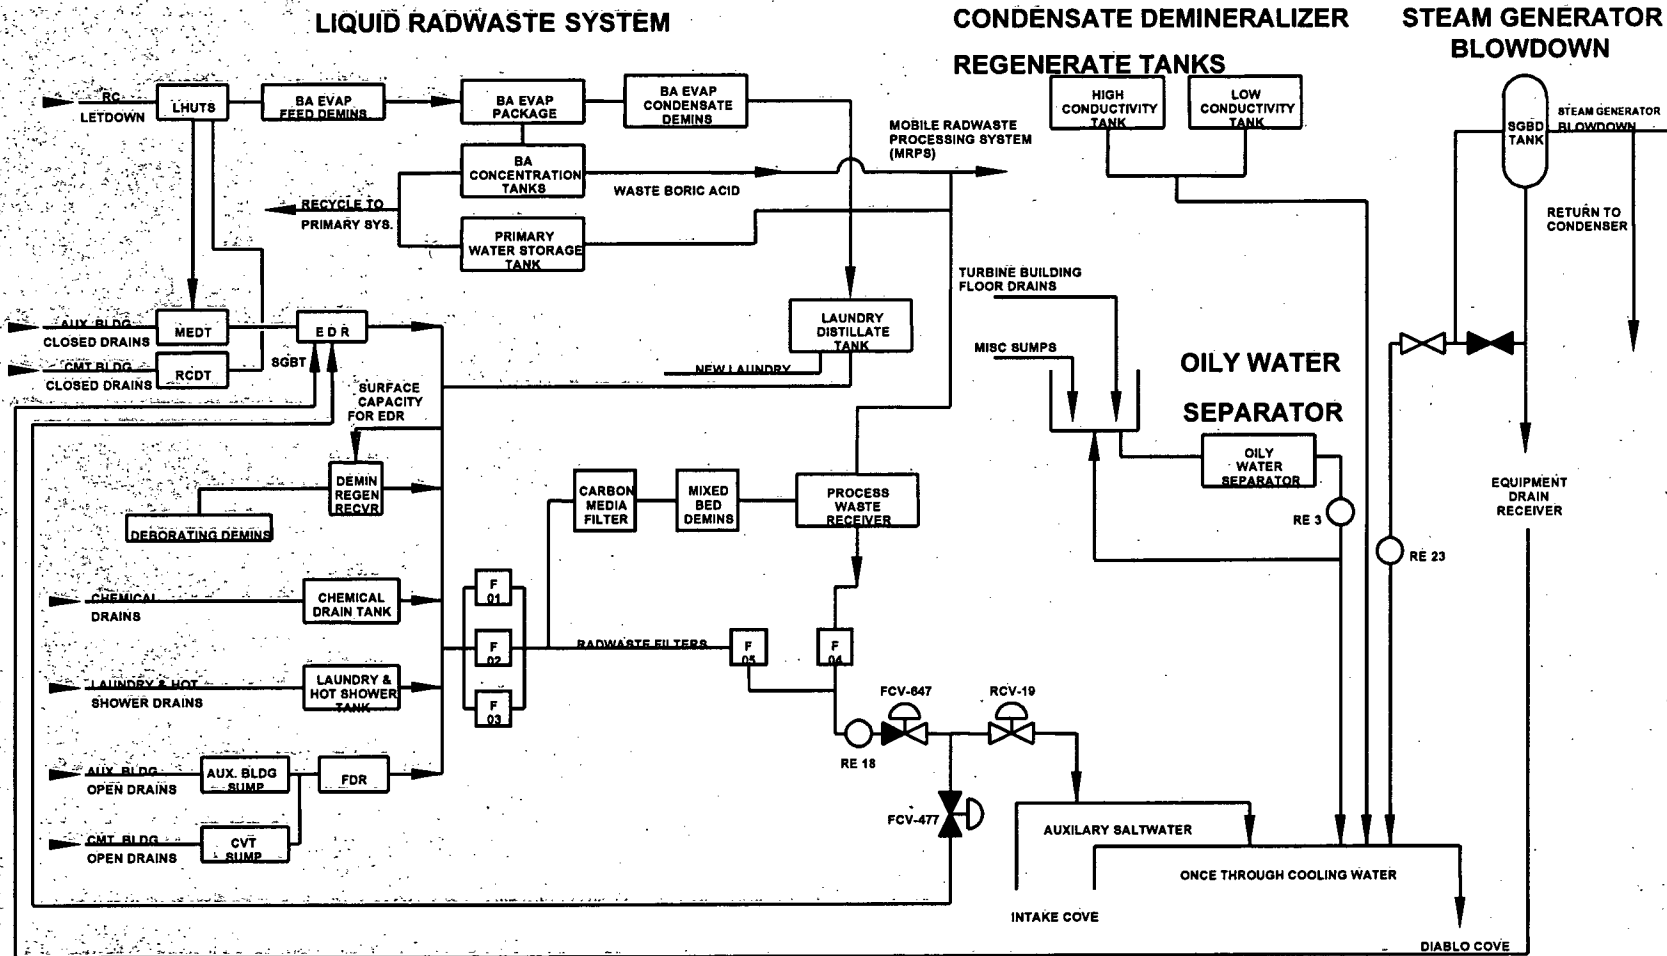 LIQUID RADWASTE SYSTEM
CONDENSATE DEMINERALIZER
REGENERATE TANKS
STEAM GENERATOR
BLOWDOWN
RC
LETDOWN
LHUTS
BA EVAP
FEED DEMINS
BA EVAP
PACKAGE
BA EVAP
CONDENSATE
DEMINS
HIGH
CONDUCTIVITY
TANK
LOW
CONDUCTIVITY
TANK
SGBD
TANK
STEAM GENERATOR
BLOWDOWN
MOBILE RADWASTE
PROCESSING SYSTEM
(MRPS)
BA
CONCENTRATION
TANKS
WASTE BORIC ACID
RECYCLE TO
PRIMARY SYS.
PRIMARY
WATER STORAGE
TANK
RETURN TO
CONDENSER
TURBINE BUILDING
FLOOR DRAINS
AUX. BLDG
CLOSED DRAINS
MEDT
E D R
LAUNDRY
DISTILLATE
TANK
MISC SUMPS
OILY WATER
SEPARATOR
CMT BLDG
CLOSED DRAINS
RCDT
SGBT
NEW LAUNDRY
SURFACE
CAPACITY
FOR EDR
OILY
WATER
SEPARATOR
DEMIN
REGEN
RECVR
DEBORATING DEMINS
CARBON
MEDIA
FILTER
MIXED
BED
DEMINS
PROCESS
WASTE
RECEIVER
EQUIPMENT
DRAIN
RECEIVER
RE 3
RE 23
CHEMICAL
DRAINS
CHEMICAL
DRAIN TANK
F
01
F
02
F
03
RADWASTE FILTERS
F
05
F
04
LAUNDRY & HOT
SHOWER DRAINS
LAUNDRY &
HOT SHOWER
TANK
FCV-647
RCV-19
RE 18
AUX. BLDG
OPEN DRAINS
AUX. BLDG
SUMP
FDR
FCV-477
CMT. BLDG
OPEN DRAINS
CVT
SUMP
AUXILARY SALTWATER
ONCE THROUGH COOLING WATER
INTAKE COVE
DIABLO COVE